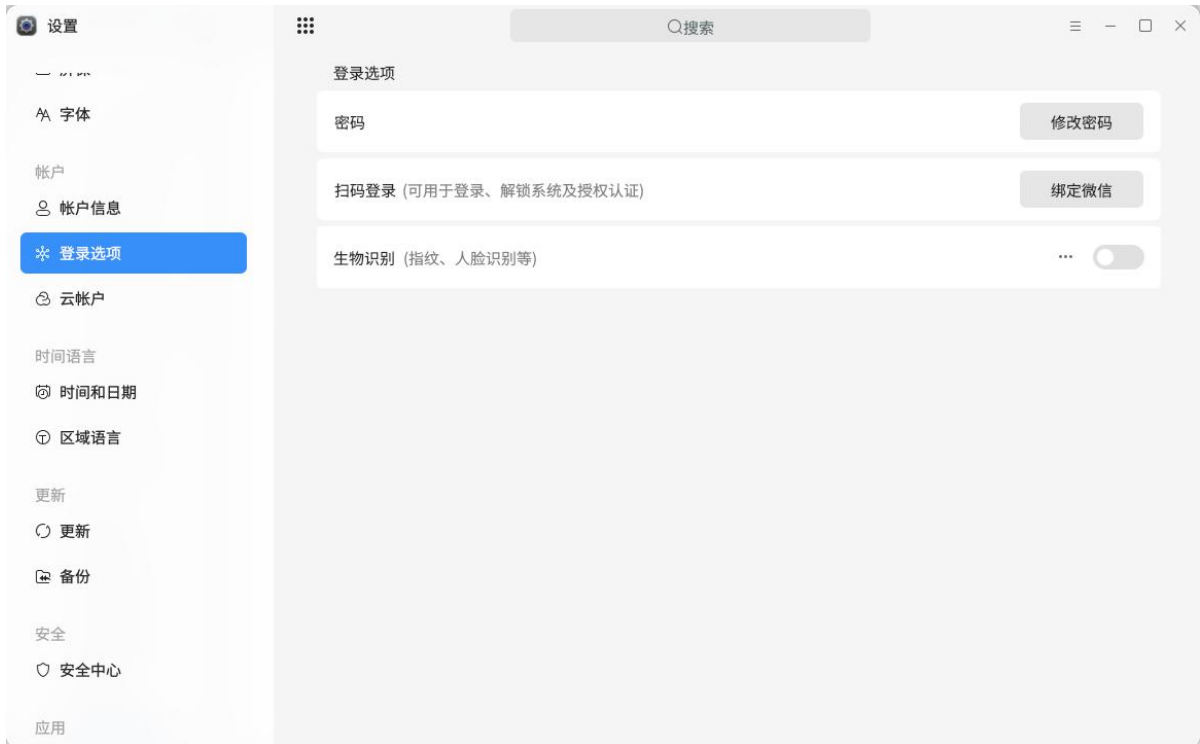 设置
搜索
字体
帐户
帐户信息
登录选项
云帐户
时间语言
时间和日期
区域语言
更新
更新
备份
安全
安全中心
应用
登录选项
密码
修改密码
扫码登录 (可用于登录、解锁系统及授权认证)
绑定微信
生物识别 (指纹、人脸识别等)